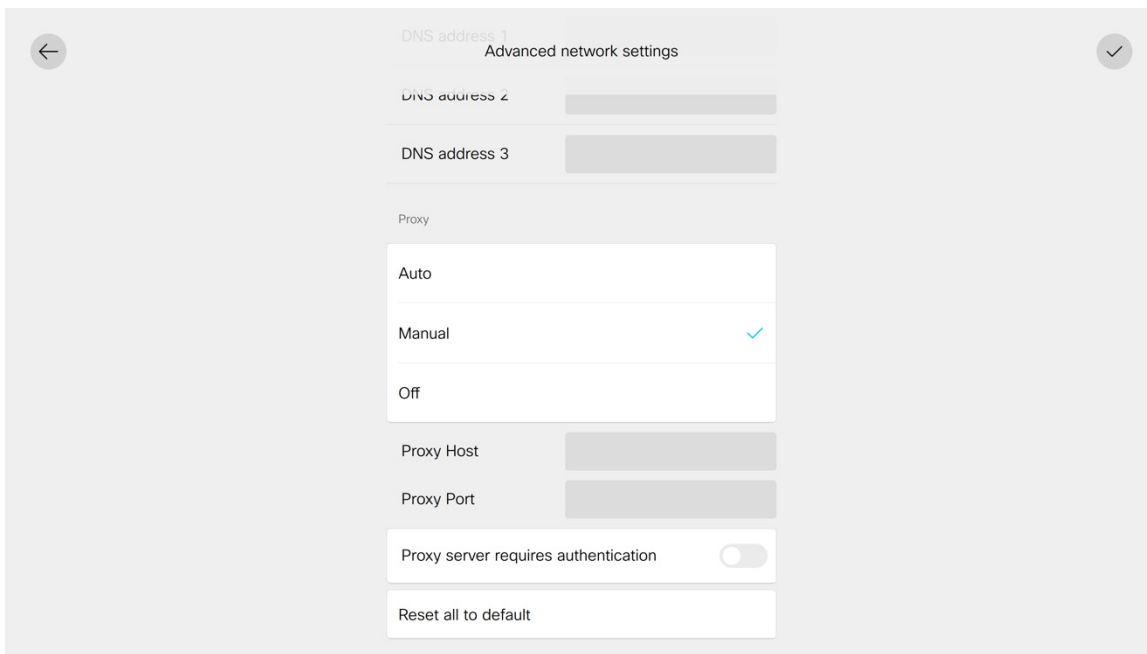 DNS address 1
Advanced network settings
DNS address 2
DNS address 3
Proxy
Auto
Manual
Off
Proxy Host
Proxy Port
Proxy server requires authentication
Reset all to default